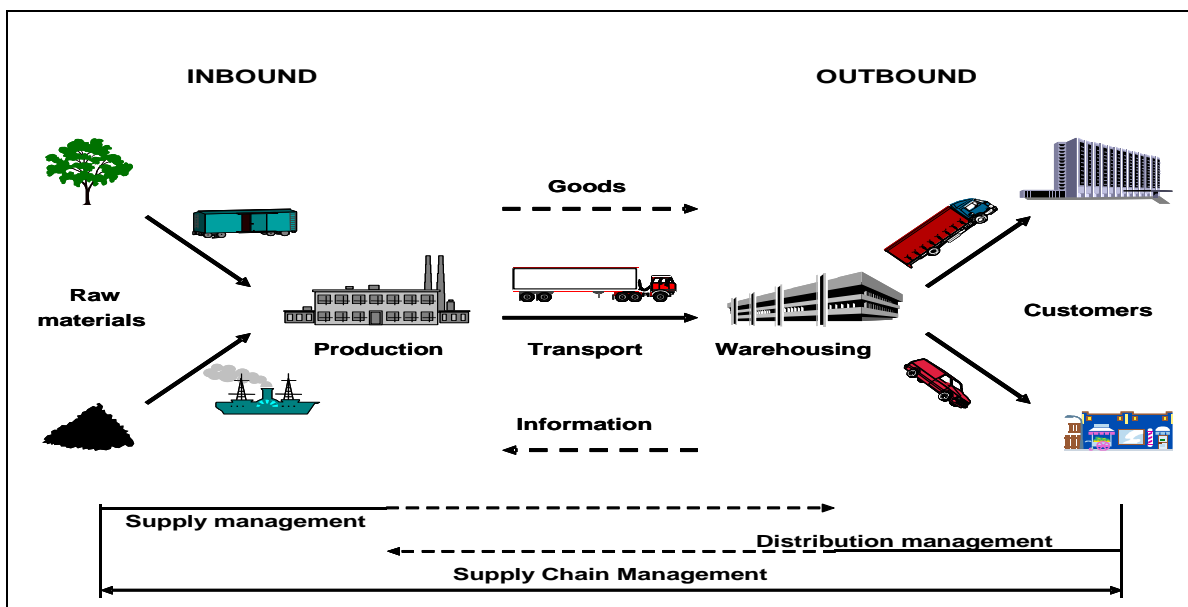 INBOUND
OUTBOUND
Goods
Raw
materials
Customers
Production
Transport
Warehousing
Information
Supply management
Distribution management
Supply Chain Management